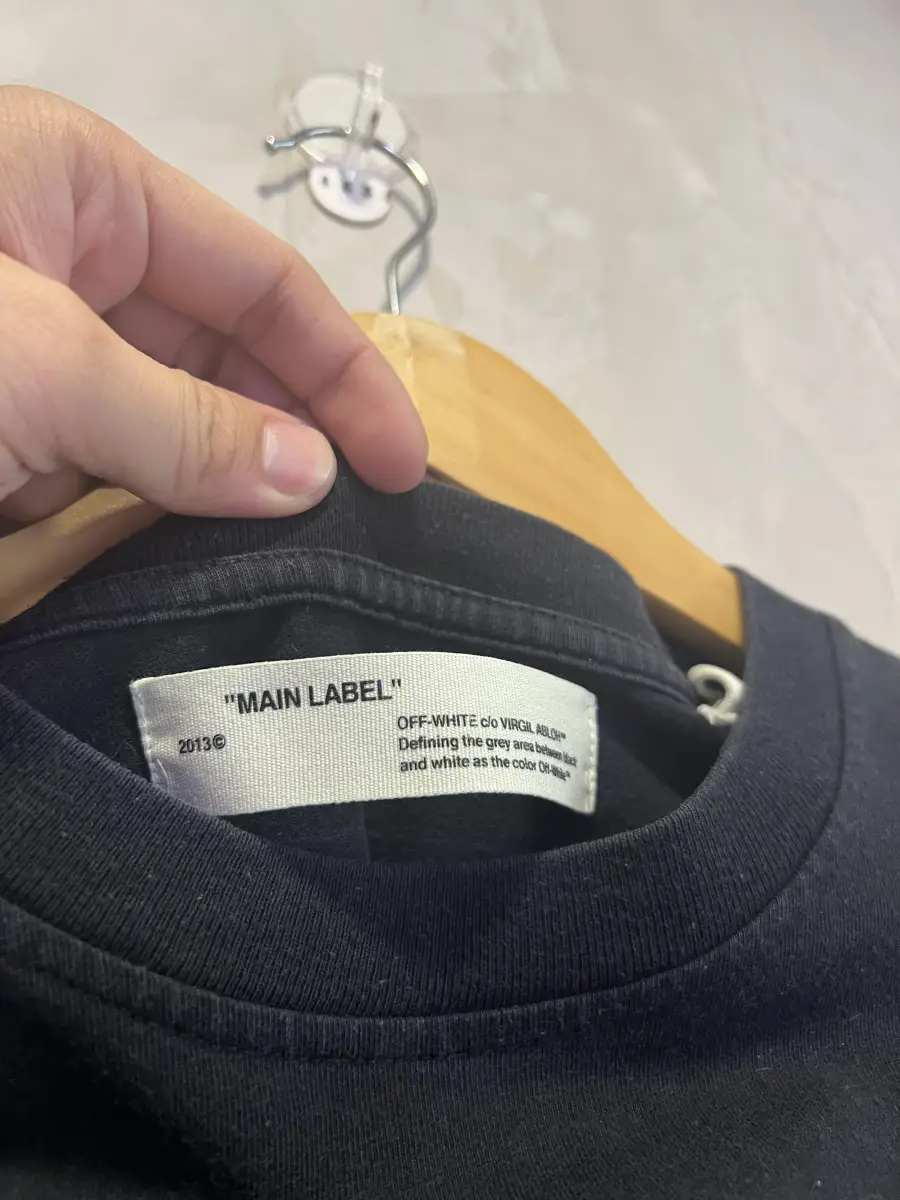 "MAIN LABEL"
2013©
OFF-WHITE c/o VIRGIL ABLOH™
Defining the grey area between black
and white as the color Off-White™